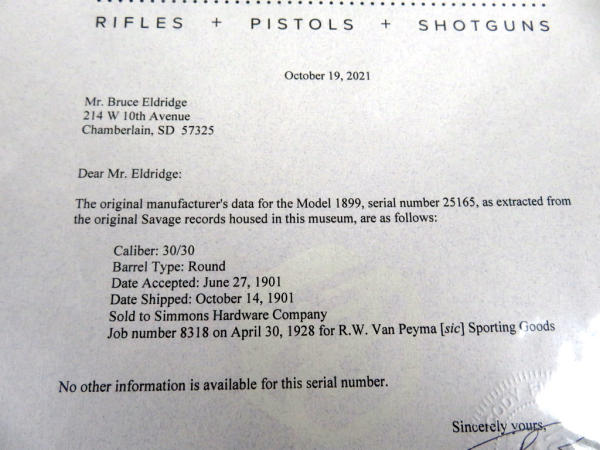 RIFLES + PISTOLS + SHOTGUNS
October 19, 2021
Mr. Bruce Eldridge
214 W 10th Avenue
Chamberlain, SD 57325
Dear Mr. Eldridge:
The original manufacturer's data for the Model 1899, serial number 25165, as extracted from
the original Savage records housed in this museum, are as follows:
Caliber: 30/30
Barrel Type: Round
Date Accepted: June 27, 1901
Date Shipped: October 14, 1901
Sold to Simmons Hardware Company
Job number 8318 on April 30, 1928 for R.W. Van Peyma [sic] Sporting Goods
No other information is available for this serial number.
Sincerely yours,